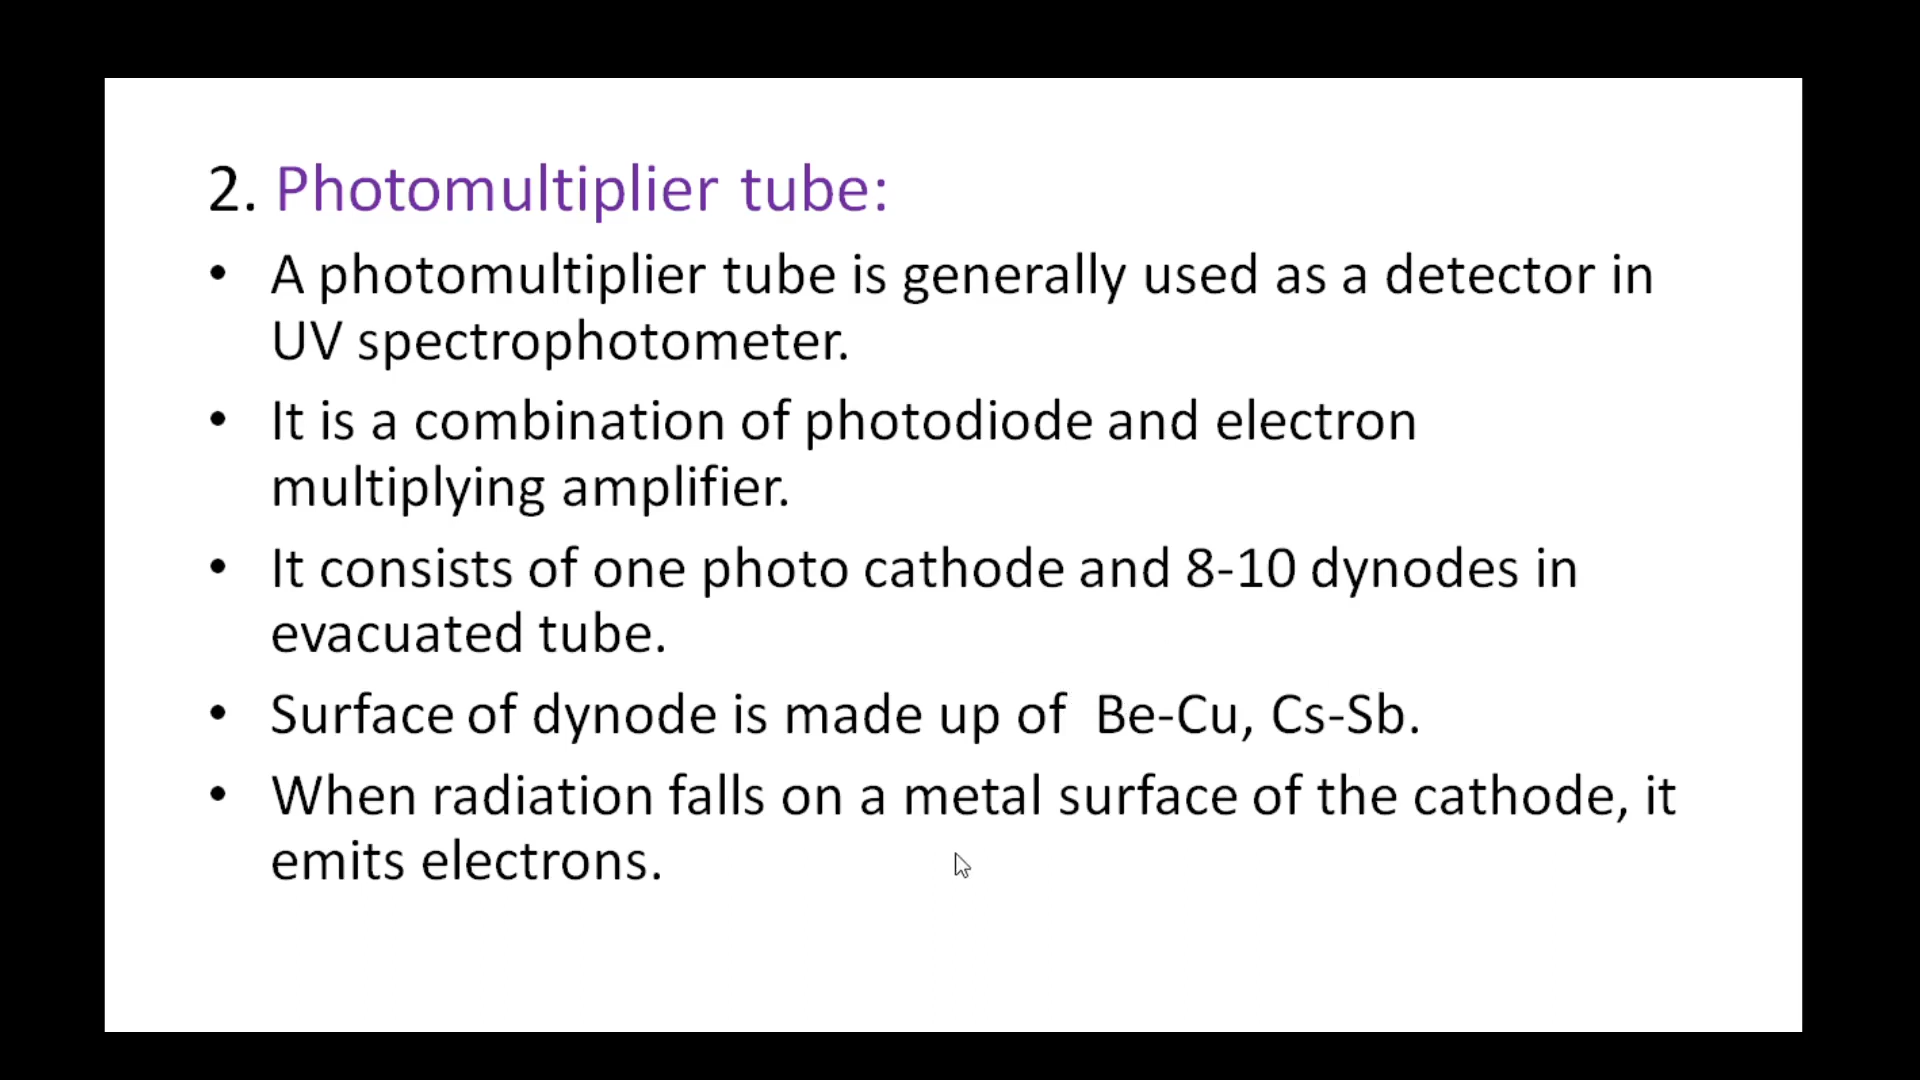 2. Photomultiplier tube:
• A photomultiplier tube is generally used as a detector in
UV spectrophotometer.
• It is a combination of photodiode and electron
multiplying amplifier.
• It consists of one photo cathode and 8-10 dynodes in
evacuated tube.
• Surface of dynode is made up of Be-Cu, Cs-Sb.
• When radiation falls on a metal surface of the cathode, it
emits electrons.